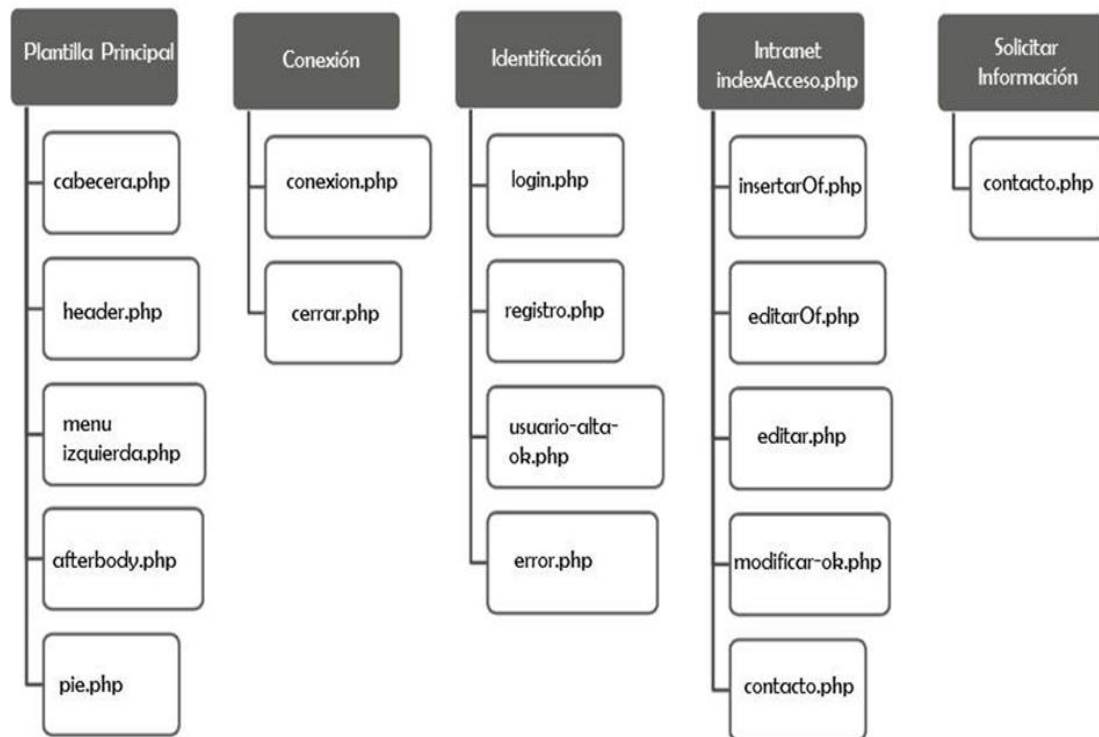 Plantilla Principal
cabecera.php
header.php
menu
izquierda.php
afterbody.php
pie.php
Conexión
conexion.php
cerrar.php
Identificación
login.php
registro.php
usuario-alta-
ok.php
error.php
Intranet
indexAcceso.php
insertarOf.php
editarOf.php
editar.php
modificar-ok.php
contacto.php
Solicitar
Información
contacto.php